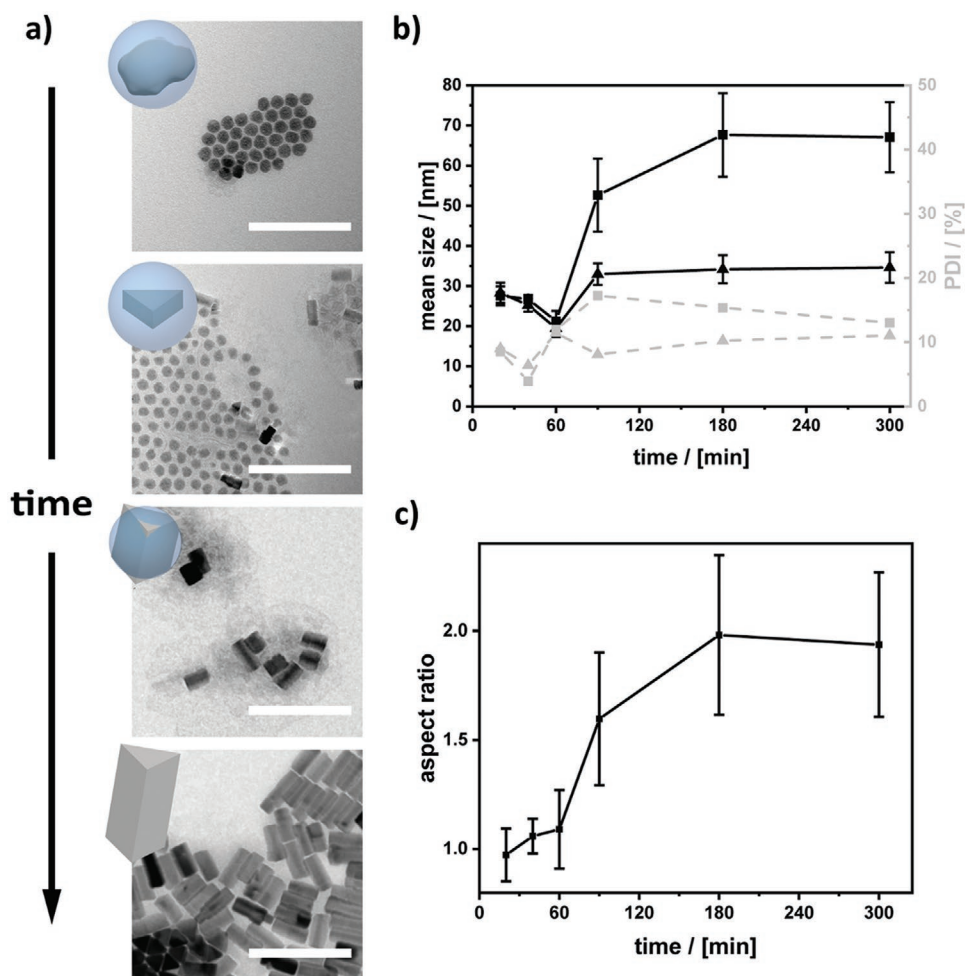 a)
time
b)
80
70
60
50
40
30
20
10
0
mean size / [nm]
50
40
30
20
10
0
PDI / [%]
0 60 120 180 240 300
time / [min]
c)
2.0
1.5
1.0
aspect ratio
0 60 120 180 240 300
time / [min]